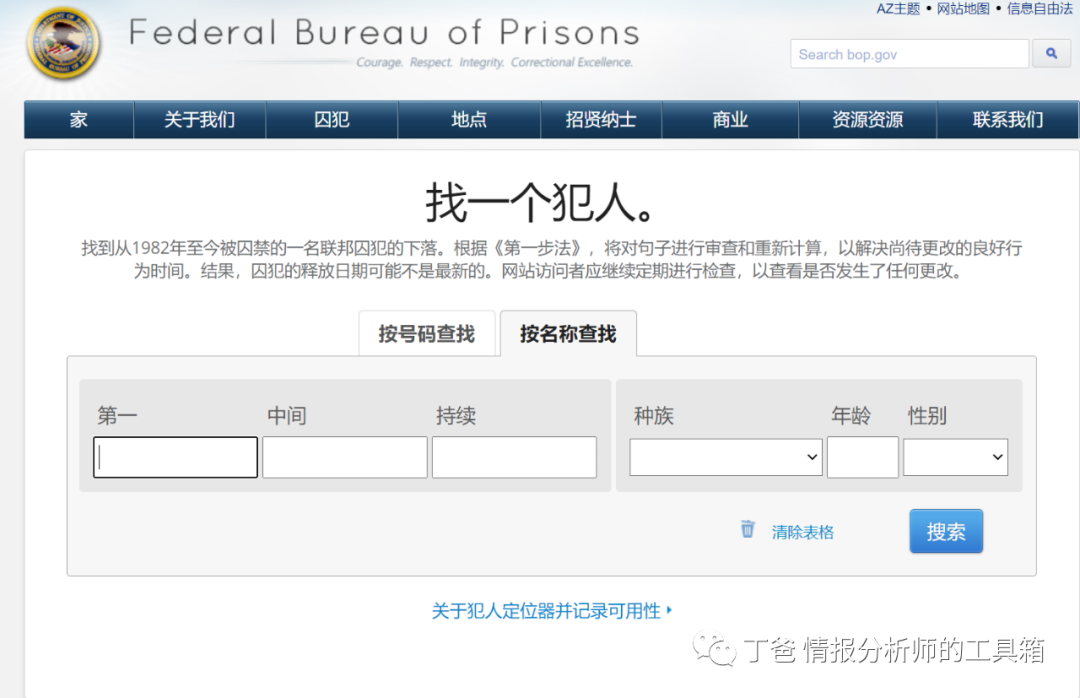 AZ主题 • 网站地图 • 信息自由法
Federal Bureau of Prisons
Courage. Respect. Integrity. Correctional Excellence.
Search bop.gov
家 关于我们 囚犯 地点 招贤纳士 商业 资源资源 联系我们
找一个犯人。
找到从1982年至今被囚禁的一名联邦囚犯的下落。根据《第一步法》，将对句子进行审查和重新计算，以解决尚待更改的良好行
为时间。结果，囚犯的释放日期可能不是最新的。网站访问者应继续定期进行检查，以查看是否发生了任何更改。
按号码查找 按名称查找
第一 中间 持续 种族 年龄 性别
清除表格 搜索
关于犯人定位器并记录可用性
丁爸 情报分析师的工具箱